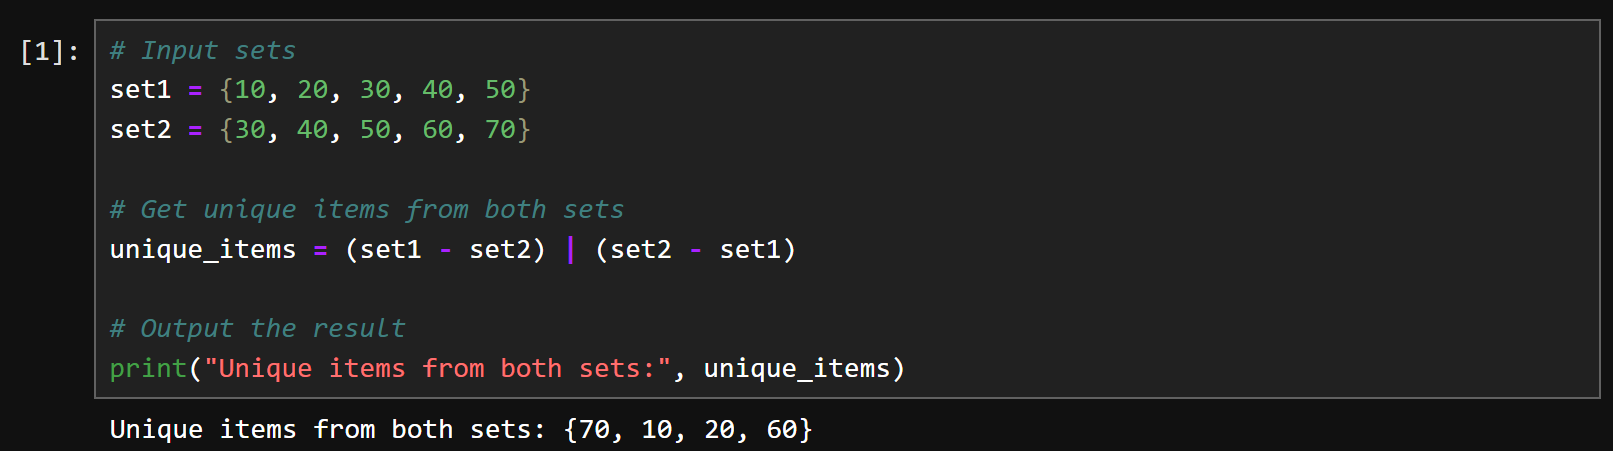 [1]:
# Input sets
set1 = {10, 20, 30, 40, 50}
set2 = {30, 40, 50, 60, 70}
# Get unique items from both sets
unique_items = (set1 - set2) | (set2 - set1)
# Output the result
print("Unique items from both sets:", unique_items)
Unique items from both sets: {70, 10, 20, 60}